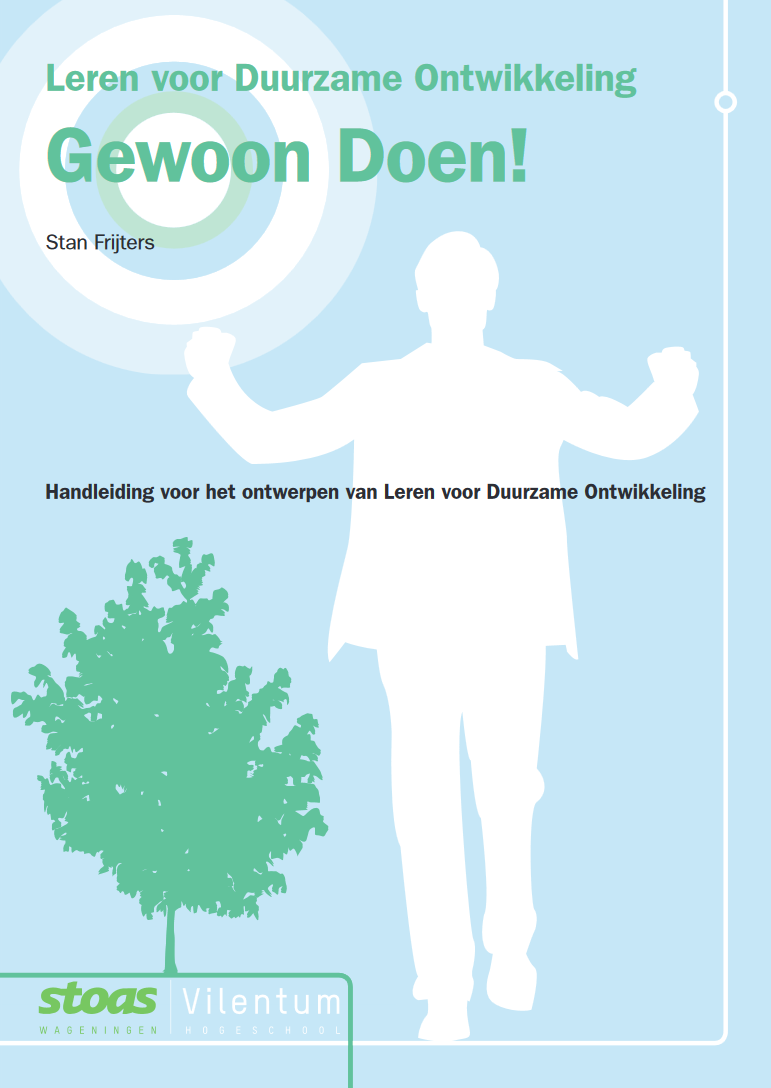 Leren voor Duurzame Ontwikkeling
Gewoon Doen!
Stan Frijters
Handleiding voor het ontwerpen van Leren voor Duurzame Ontwikkeling
stoas Vilentum
WAGENINGEN HOGESCHOOL